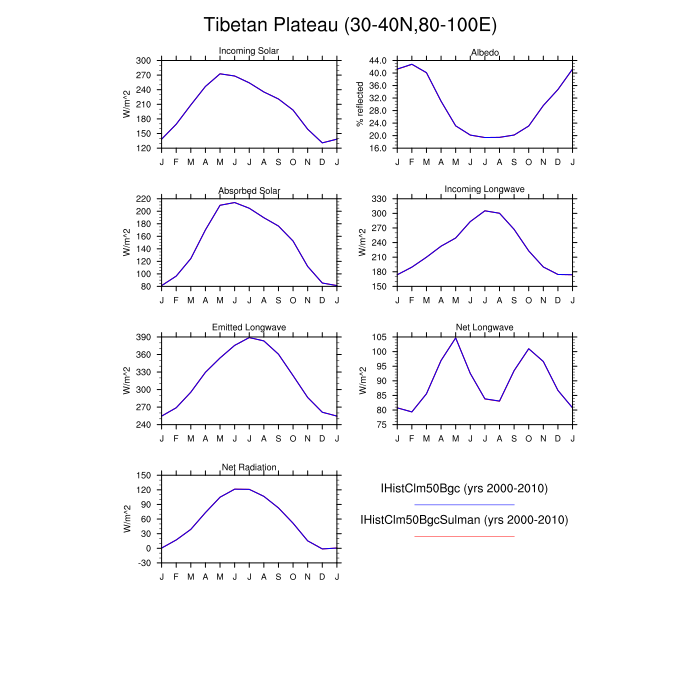 Tibetan Plateau (30-40N,80-100E)
Incoming Solar
300
270
240
210
180
150
120
W/m^2
J F M A M J J A S O N D J
Albedo
44.0
40.0
36.0
32.0
28.0
24.0
20.0
16.0
% reflected
J F M A M J J A S O N D J
Absorbed Solar
220
200
180
160
140
120
100
80
W/m^2
J F M A M J J A S O N D J
Incoming Longwave
330
300
270
240
210
180
150
W/m^2
J F M A M J J A S O N D J
Emitted Longwave
390
360
330
300
270
240
W/m^2
J F M A M J J A S O N D J
Net Longwave
105
100
95
90
85
80
75
W/m^2
J F M A M J J A S O N D J
Net Radiation
150
120
90
60
30
0
-30
W/m^2
J F M A M J J A S O N D J
IHistClm50Bgc (yrs 2000-2010)
IHistClm50BgcSulman (yrs 2000-2010)